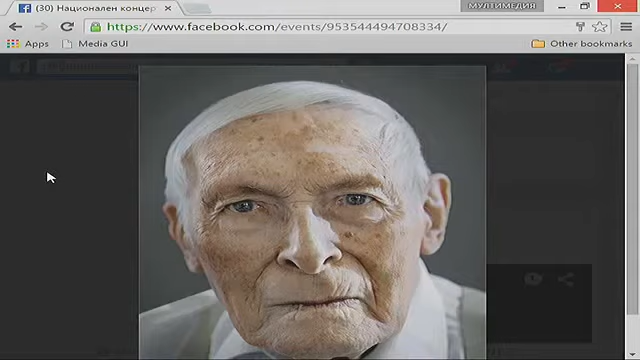 (30) Национален концер
МУЛТИМЕДИЯ
https://www.facebook.com/events/953544494708334/
Apps Media GUI Other bookmarks